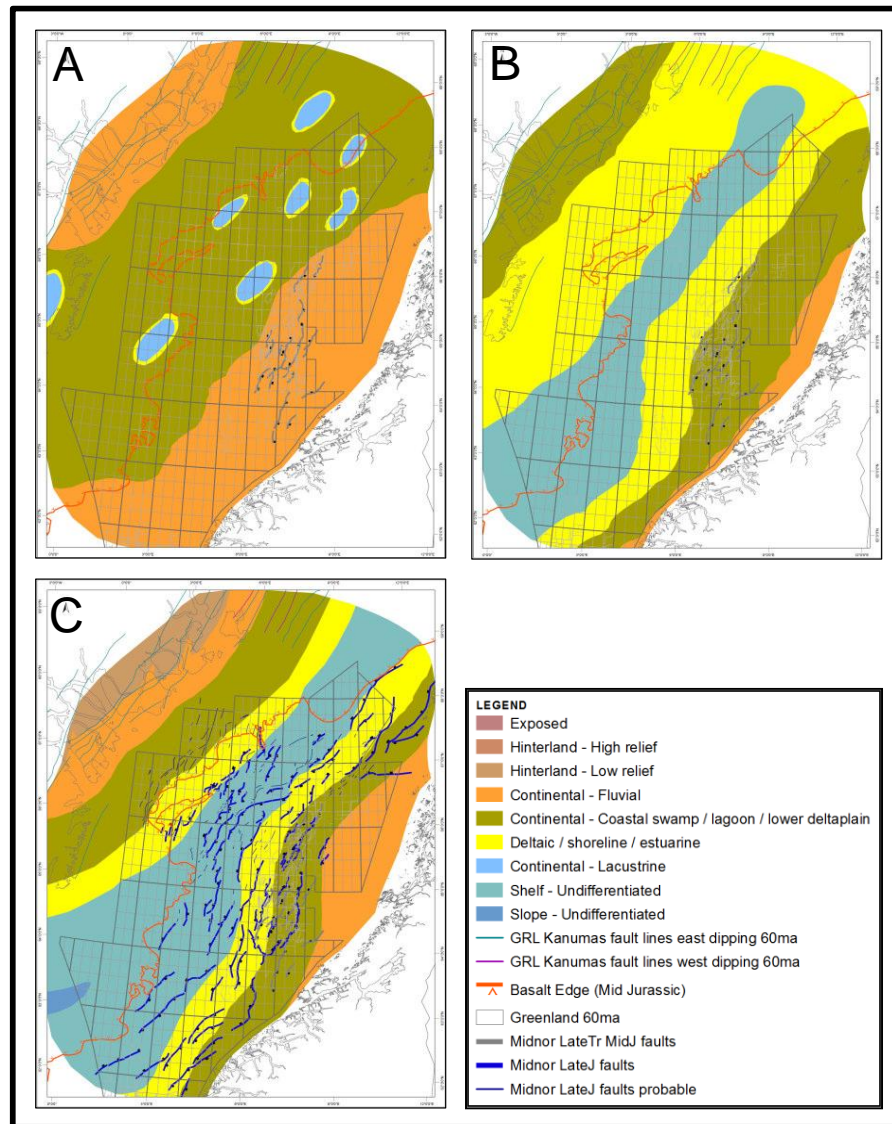 A
B
C
LEGEND
Exposed
Hinterland - High relief
Hinterland - Low relief
Continental - Fluvial
Continental - Coastal swamp / lagoon / lower deltaplain
Deltaic / shoreline / estuarine
Continental - Lacustrine
Shelf - Undifferentiated
Slope - Undifferentiated
GRL Kanumas fault lines east dipping 60ma
GRL Kanumas fault lines west dipping 60ma
Basalt Edge (Mid Jurassic)
Greenland 60ma
Midnor LateTr MidJ faults
Midnor LateJ faults
Midnor LateJ faults probable